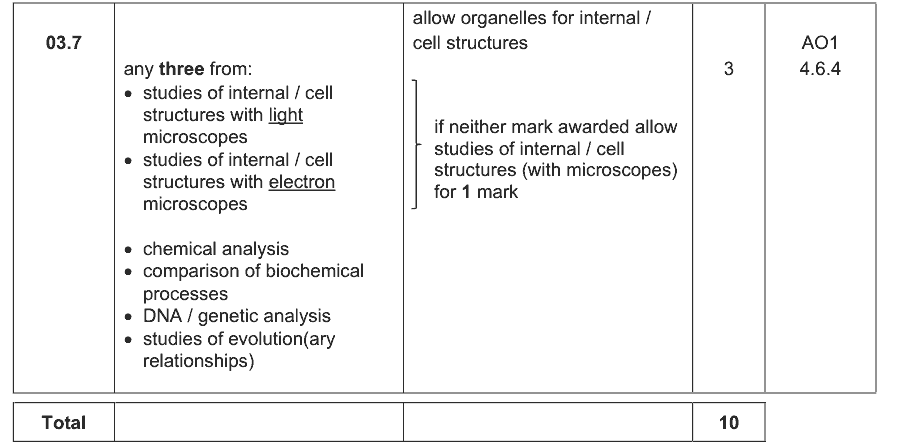 allow organelles for internal /
03.7 cell structures AO1
any three from: 3 4.6.4
• studies of internal / cell
structures with light
microscopes
• studies of internal / cell
structures with electron
microscopes
if neither mark awarded allow
studies of internal / cell
structures (with microscopes)
for 1 mark
• chemical analysis
• comparison of biochemical
processes
• DNA / genetic analysis
• studies of evolution(ary
relationships)
Total 10